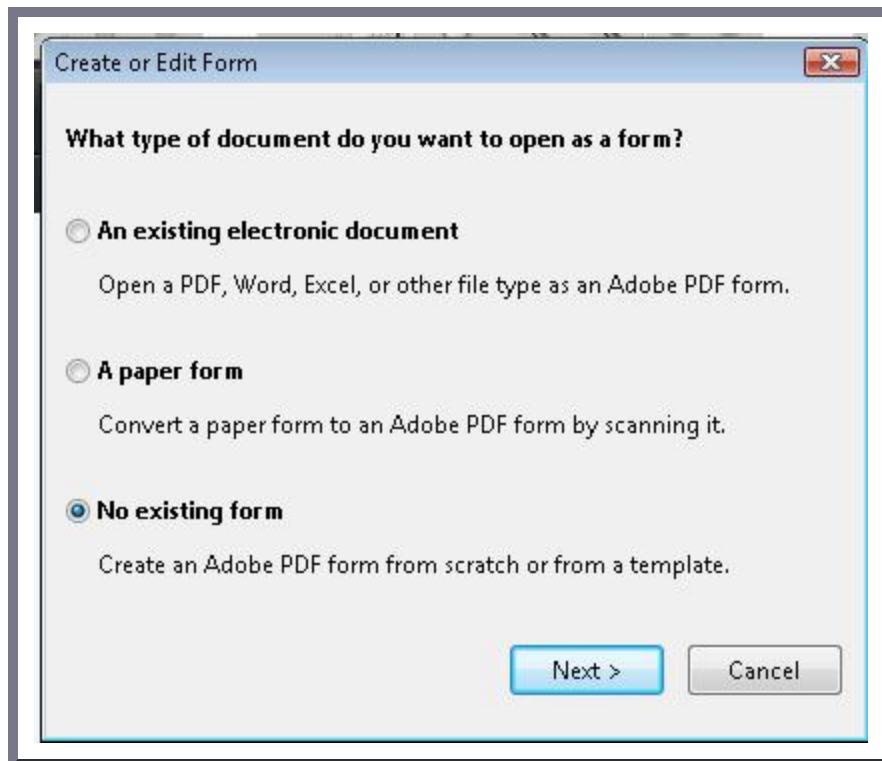 Create or Edit Form
What type of document do you want to open as a form?
An existing electronic document
Open a PDF, Word, Excel, or other file type as an Adobe PDF form.
A paper form
Convert a paper form to an Adobe PDF form by scanning it.
No existing form
Create an Adobe PDF form from scratch or from a template.
Next >
Cancel